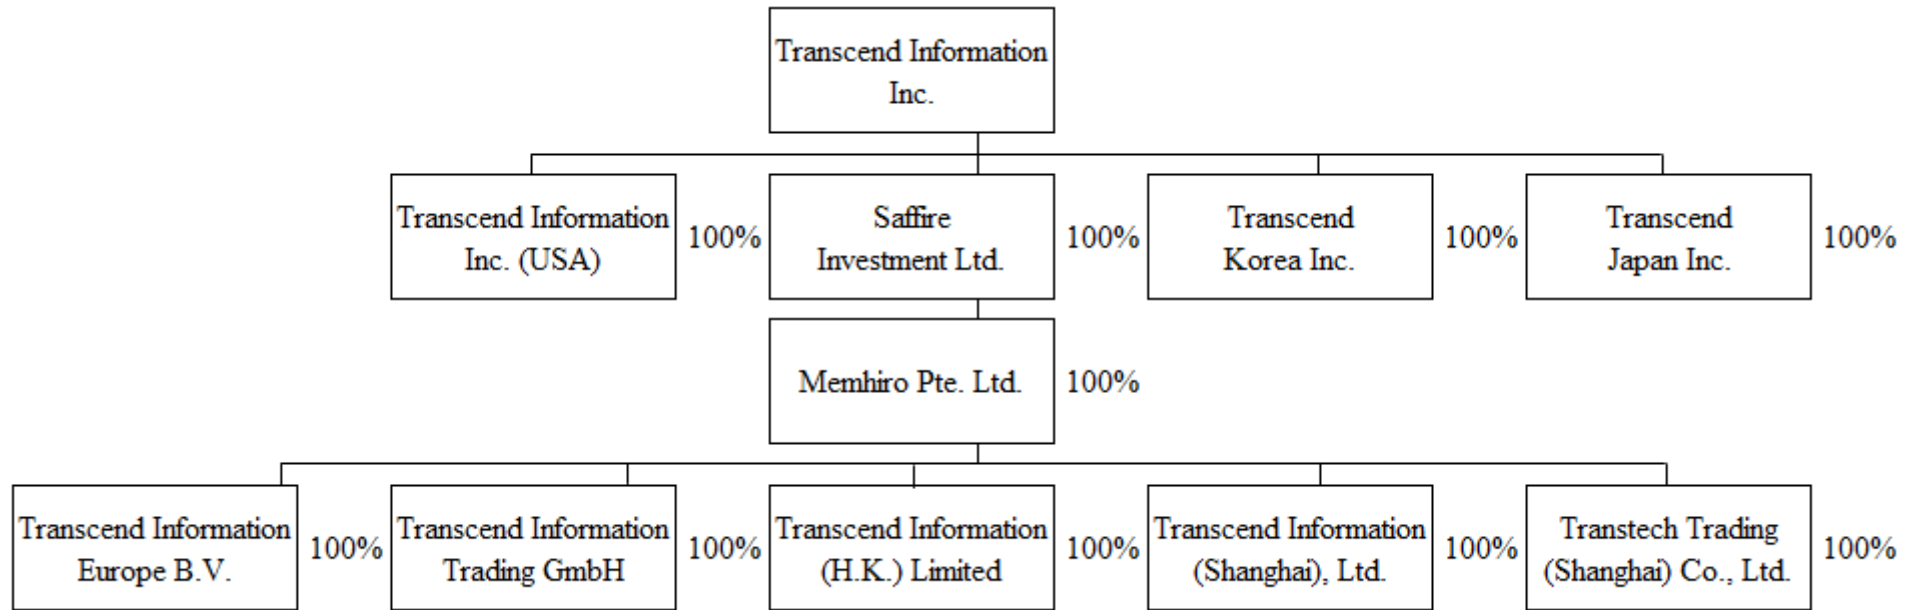 Transcend Information
Inc.
Transcend Information
Inc. (USA)
100%
Saffire
Investment Ltd.
100%
Transcend
Korea Inc.
100%
Transcend
Japan Inc.
100%
Memhiro Pte. Ltd.
100%
Transcend Information
Europe B.V.
100%
Transcend Information
Trading GmbH
100%
Transcend Information
(H.K.) Limited
100%
Transcend Information
(Shanghai), Ltd.
100%
Transtech Trading
(Shanghai) Co., Ltd.
100%